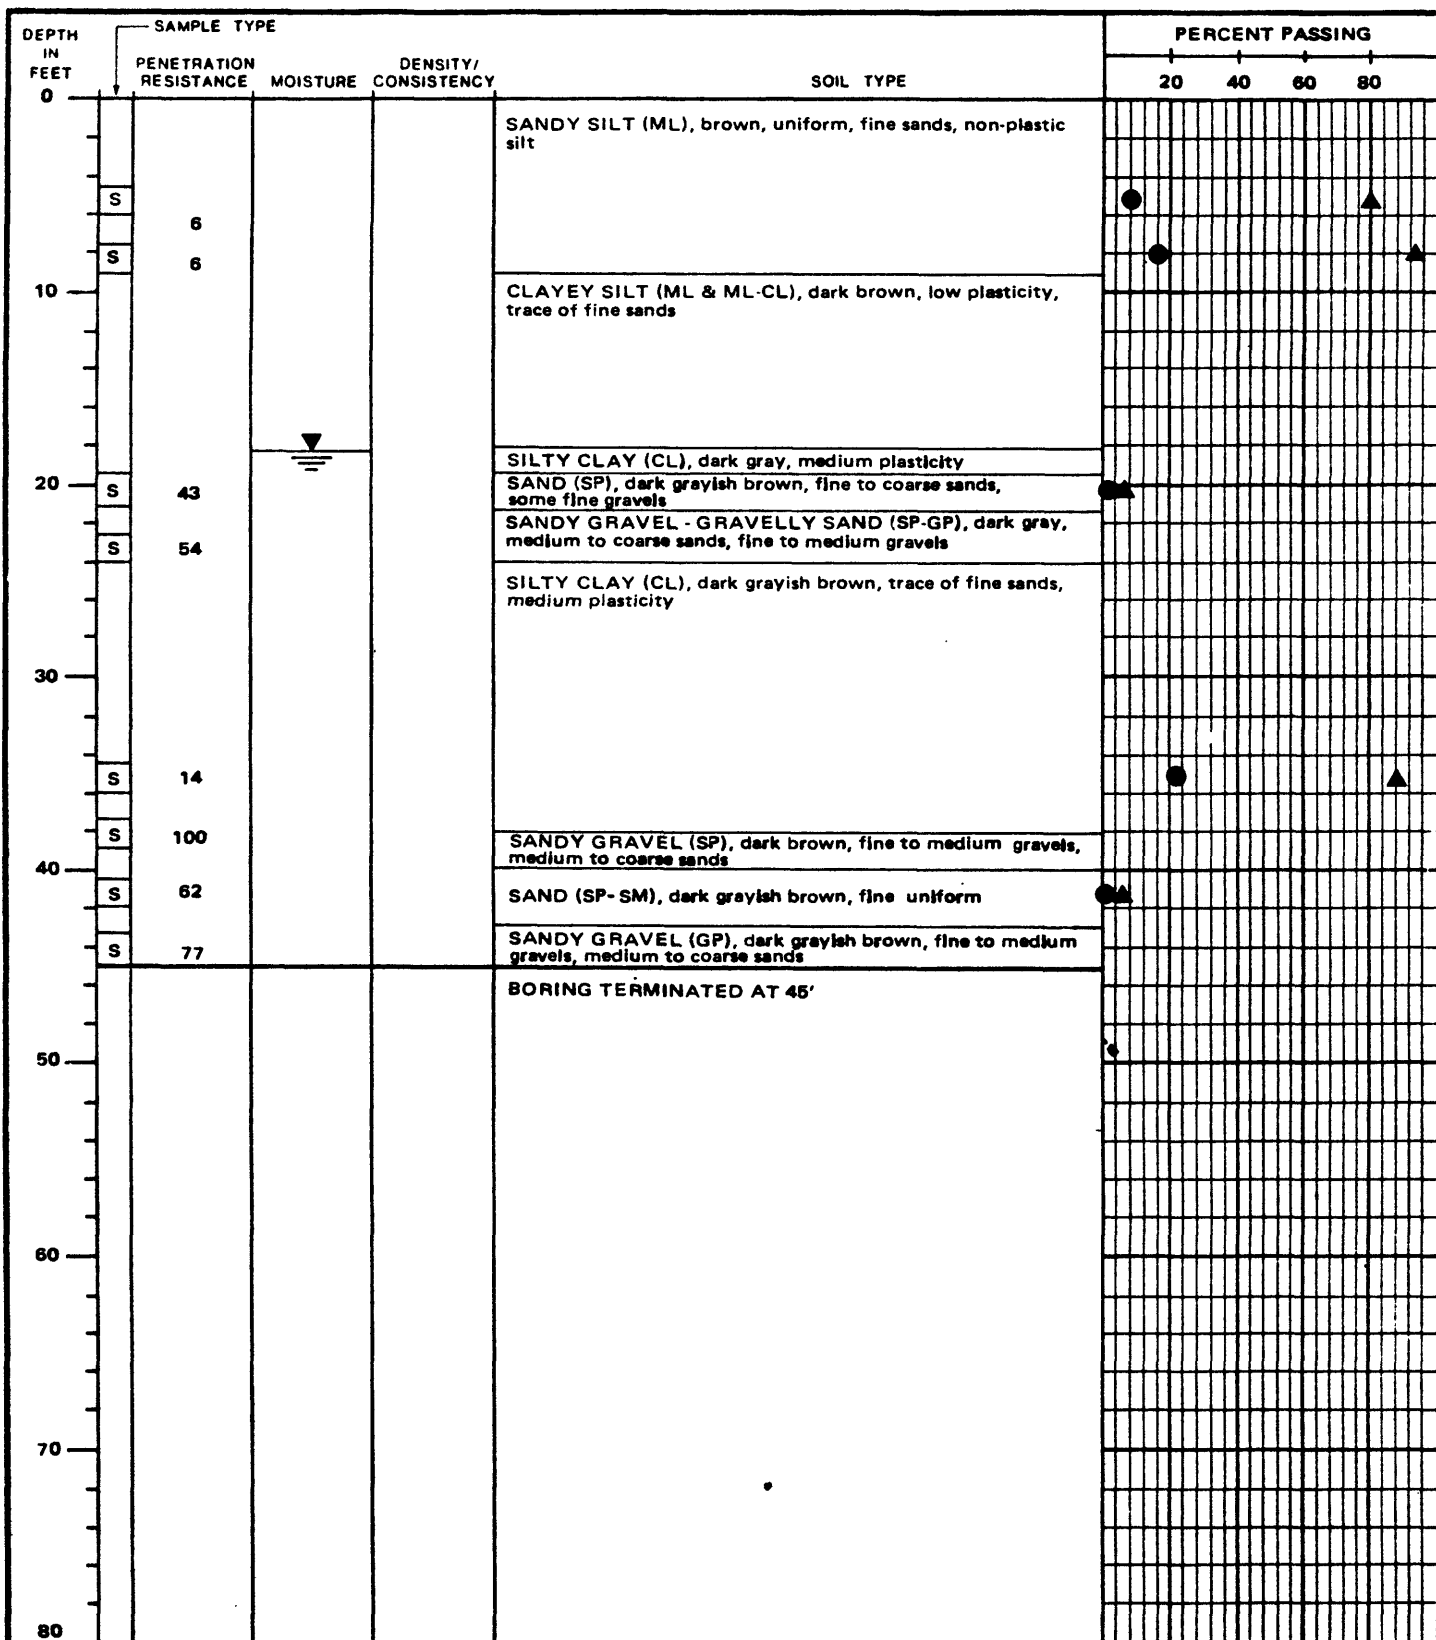 DEPTH
IN
FEET
SAMPLE TYPE
PENETRATION
RESISTANCE
MOISTURE
DENSITY/
CONSISTENCY
SOIL TYPE
PERCENT PASSING
20 40 60 80
0
SANDY SILT (ML), brown, uniform, fine sands, non-plastic
silt
S
6
S
6
10
CLAYEY SILT (ML & ML-CL), dark brown, low plasticity,
trace of fine sands
SILTY CLAY (CL), dark gray, medium plasticity
20
S
43
SAND (SP), dark grayish brown, fine to coarse sands,
some fine gravels
SANDY GRAVEL - GRAVELLY SAND (SP-GP), dark gray,
medium to coarse sands, fine to medium gravels
S
54
SILTY CLAY (CL), dark grayish brown, trace of fine sands,
medium plasticity
30
S
14
S
100
SANDY GRAVEL (SP), dark brown, fine to medium gravels,
medium to coarse sands
40
S
62
SAND (SP-SM), dark grayish brown, fine uniform
SANDY GRAVEL (GP), dark grayish brown, fine to medium
gravels, medium to coarse sands
S
77
BORING TERMINATED AT 45'
50
60
70
80